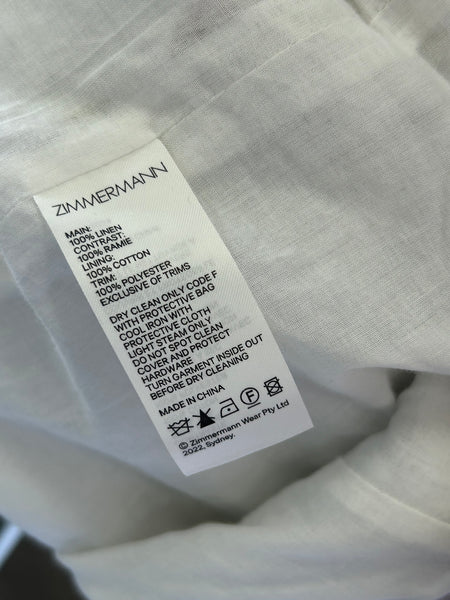 ZIMMERMANN
MAIN:
100% LINEN
CONTRAST:
100% RAMIE
LINING:
100% COTTON
TRIM:
100% POLYESTER
EXCLUSIVE OF TRIMS
DRY CLEAN ONLY CODE F
WITH PROTECTIVE BAG
COOL IRON WITH
PROTECTIVE CLOTH
LIGHT STEAM ONLY
DO NOT SPOT CLEAN
COVER AND PROTECT
HARDWARE
TURN GARMENT INSIDE OUT
BEFORE DRY CLEANING
MADE IN CHINA
F
© Zimmermann Wear Pty Ltd
2022, Sydney.